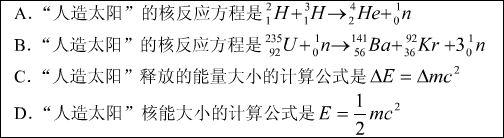 A．“人造太阳”的核反应方程是 ${}_{1}^{2}H+{}_{1}^{3}H\rightarrow{}_{2}^{4}He+{}_{0}^{1}n$
B．“人造太阳”的核反应方程是 ${}_{92}^{235}U+{}_{0}^{1}n\rightarrow{}_{56}^{141}Ba+{}_{36}^{92}Kr+3{}_{0}^{1}n$
C．“人造太阳”释放的能量大小的计算公式是 $\Delta E=\Delta mc^{2}$
D．“人造太阳”核能大小的计算公式是 $E=\frac{1}{2}mc^{2}$